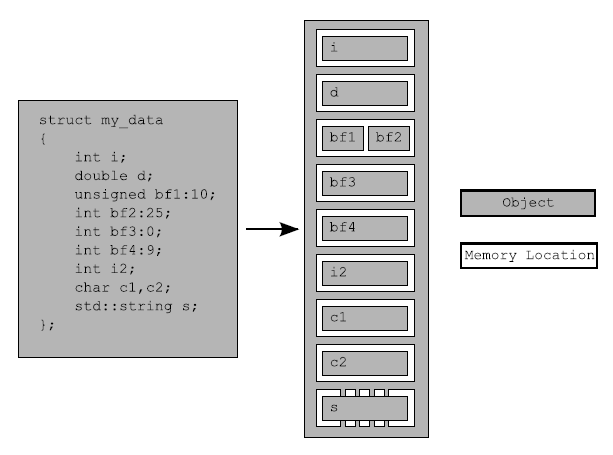 struct my_data
{
int i;
double d;
unsigned bf1:10;
int bf2:25;
int bf3:0;
int bf4:9;
int i2;
char c1,c2;
std::string s;
};
i
d
bf1 bf2
bf3
bf4
i2
c1
c2
s
Object
Memory Location